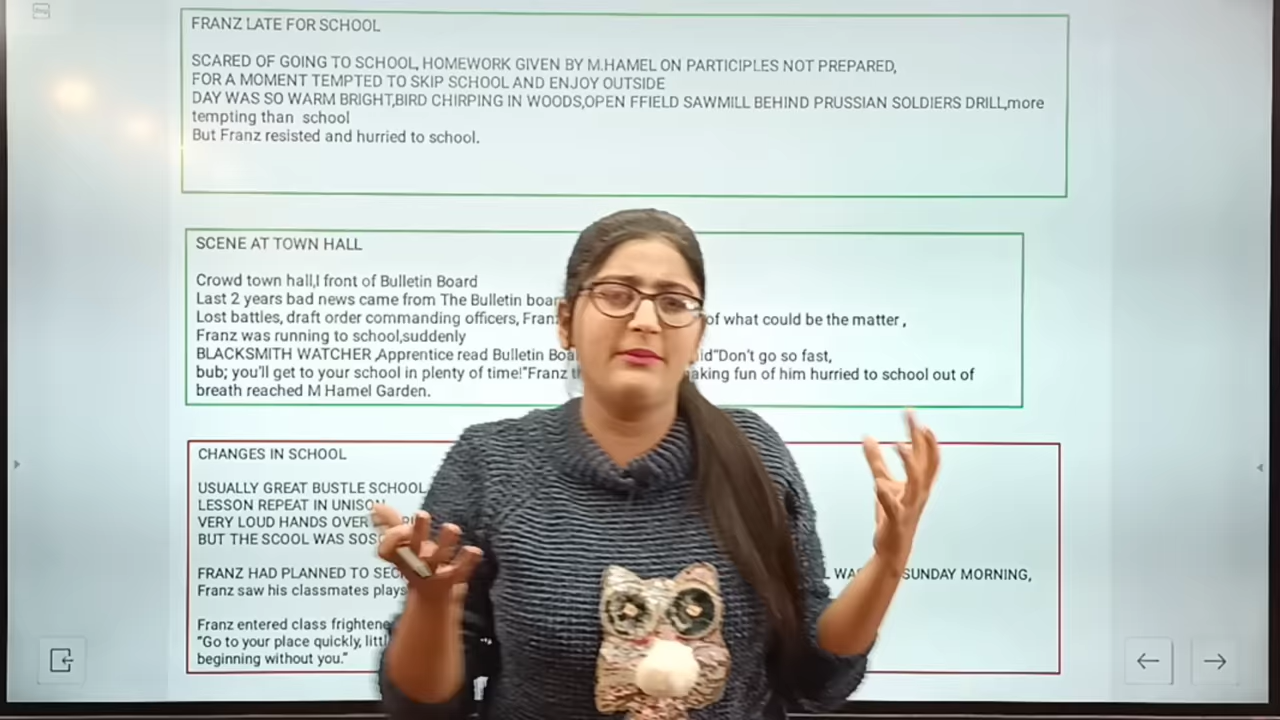 FRANZ LATE FOR SCHOOL
SCARED OF GOING TO SCHOOL, HOMEWORK GIVEN BY M.HAMEL ON PARTICIPLES NOT PREPARED,
FOR A MOMENT TEMPTED TO SKIP SCHOOL AND ENJOY OUTSIDE
DAY WAS SO WARM BRIGHT,BIRD CHIRPING IN WOODS,OPEN FFIELD SAWMILL BEHIND PRUSSIAN SOLDIERS DRILL,more
tempting than school
But Franz resisted and hurried to school.
SCENE AT TOWN HALL
Crowd town hall,I front of Bulletin Board
Last 2 years bad news came from The Bulletin
Lost battles, draft order commanding officers, of what could be the matter ,
Franz was running to school,suddenly
BLACKSMITH WATCHER ,Apprentice read Bulletin "Don't go so fast,
bub; you'll get to your school in plenty of time!"Franz making fun of him hurried to school out of
breath reached M Hamel Garden.
CHANGES IN SCHOOL
USUALLY GREAT BUSTLE SCHOOL
LESSON REPEAT IN UNISON
VERY LOUD HANDS OVER
BUT THE SCOOL WAS
FRANZ HAD PLANNED TO SUNDAY MORNING,
Franz saw his classmates
Franz entered class
"Go to your place quickly,
beginning without you."